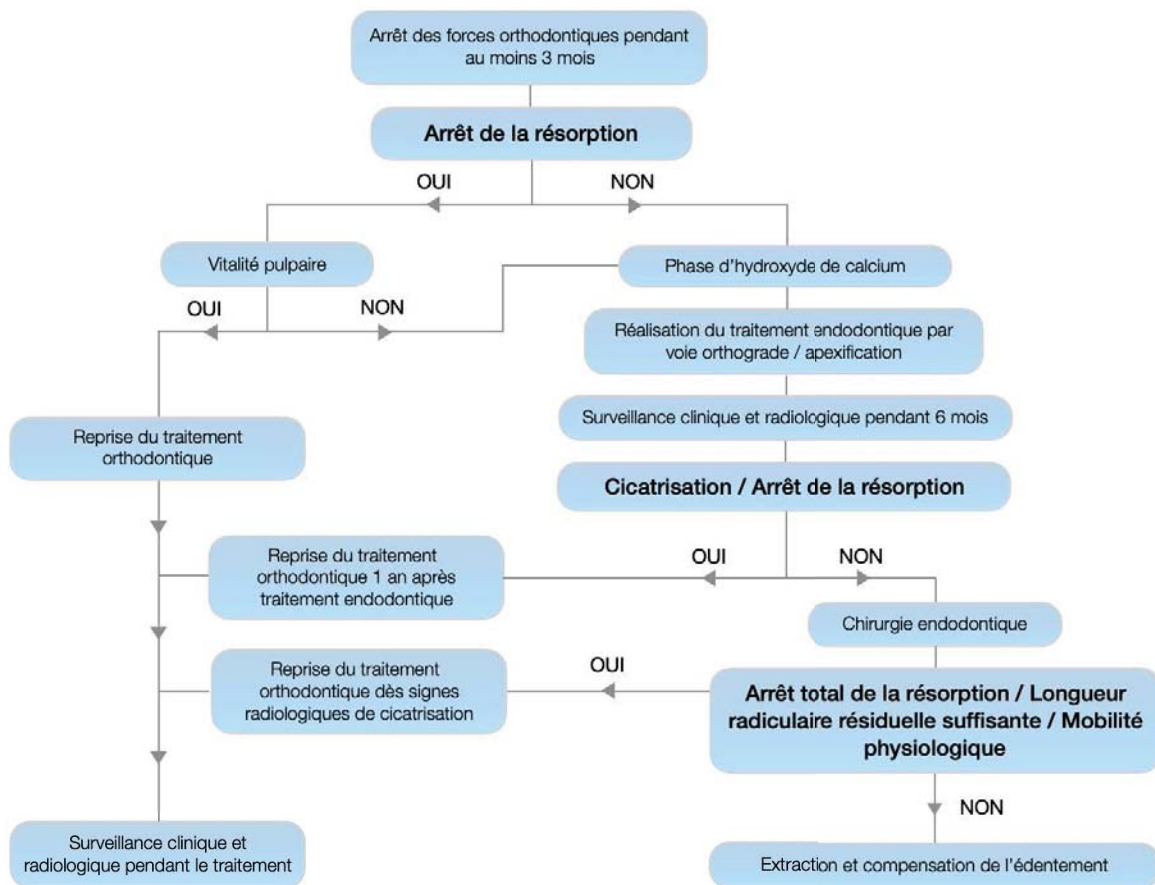 Arrêt des forces orthodontiques pendant
au moins 3 mois
Arrêt de la résorption
OUI
NON
Vitalité pulpaire
Phase d'hydroxyde de calcium
OUI
NON
Réalisation du traitement endodontique par
voie orthograde / apexification
Surveillance clinique et radiologique pendant 6 mois
Reprise du traitement
orthodontique
Cicatrisation / Arrêt de la résorption
Reprise du traitement
orthodontique 1 an après
traitement endodontique
OUI
NON
Chirurgie endodontique
Reprise du traitement
orthodontique dès signes
radiologiques de cicatrisation
OUI
Arrêt total de la résorption / Longueur
radiculaire résiduelle suffisante / Mobilité
physiologique
NON
Surveillance clinique et
radiologique pendant le traitement
Extraction et compensation de l'édentement